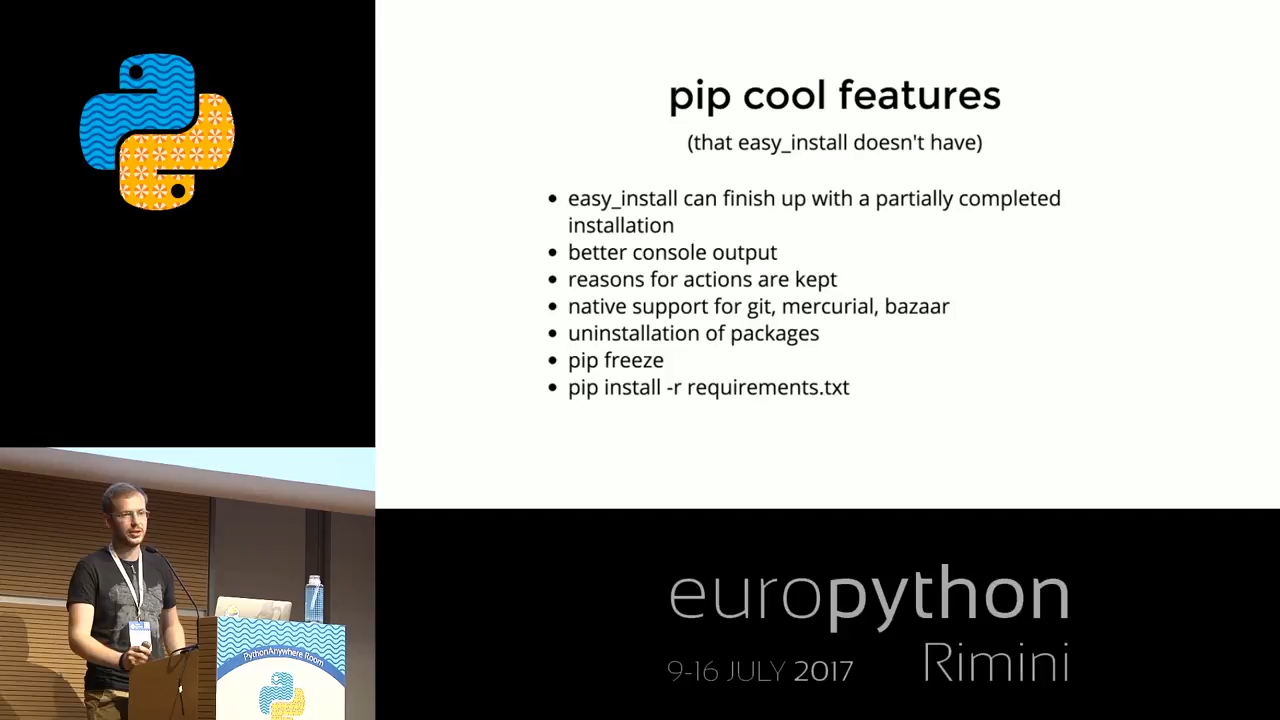 pip cool features
(that easy_install doesn't have)
• easy_install can finish up with a partially completed
installation
• better console output
• reasons for actions are kept
• native support for git, mercurial, bazaar
• uninstallation of packages
• pip freeze
• pip install -r requirements.txt
PythonAnywhere Room
europython
Rimini
9-16 JULY 2017